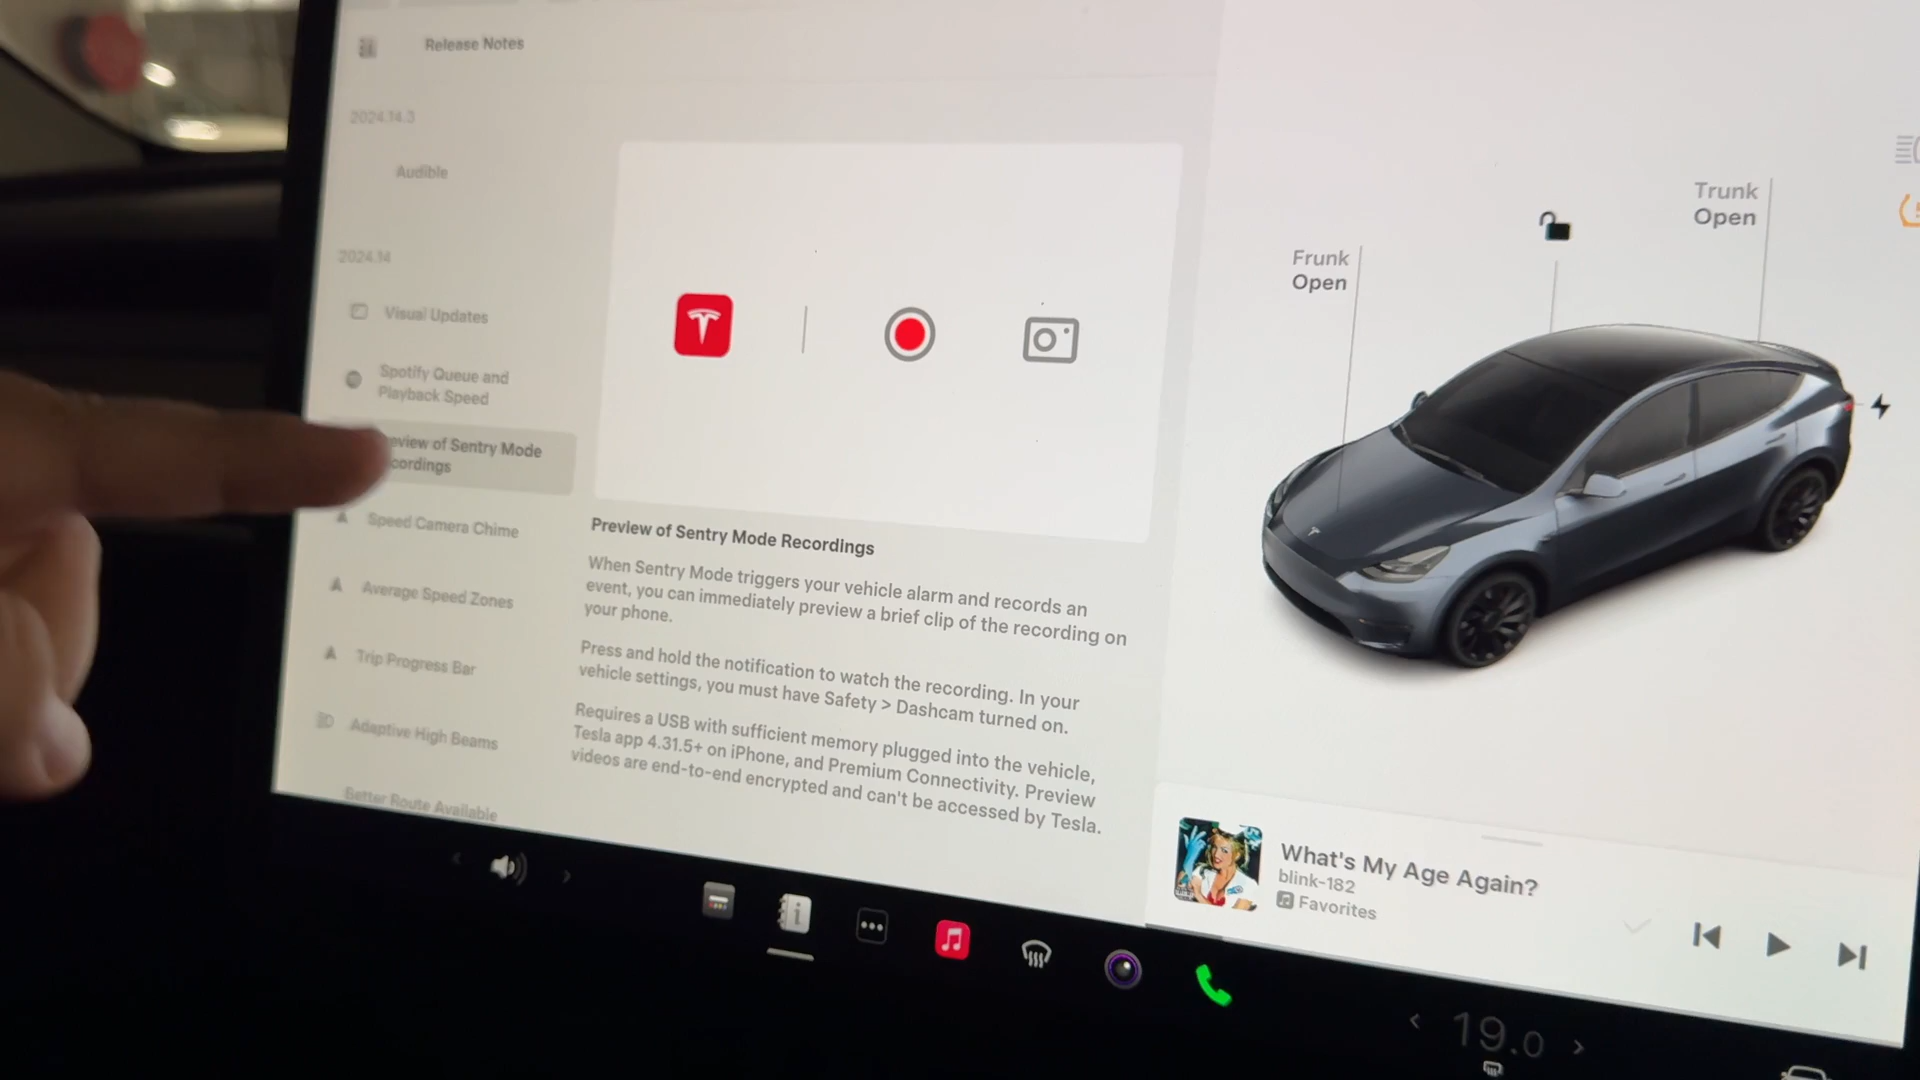 Release Notes
2024.14.3
Audible
2024.14
Visual Updates
Spotify Queue and
Playback Speed
eview of Sentry Mode
cordings
Speed Camera Chime
Average Speed Zones
Trip Progress Bar
Adaptive High Beams
Better Route Available
Preview of Sentry Mode Recordings
When Sentry Mode triggers your vehicle alarm and records an
event, you can immediately preview a brief clip of the recording on
your phone.
Press and hold the notification to watch the recording. In your
vehicle settings, you must have Safety > Dashcam turned on.
Requires a USB with sufficient memory plugged into the vehicle,
Tesla app 4.31.5+ on iPhone, and Premium Connectivity. Preview
videos are end-to-end encrypted and can't be accessed by Tesla.
Frunk
Open
Trunk
Open
What's My Age Again?
blink-182
Favorites
19.0